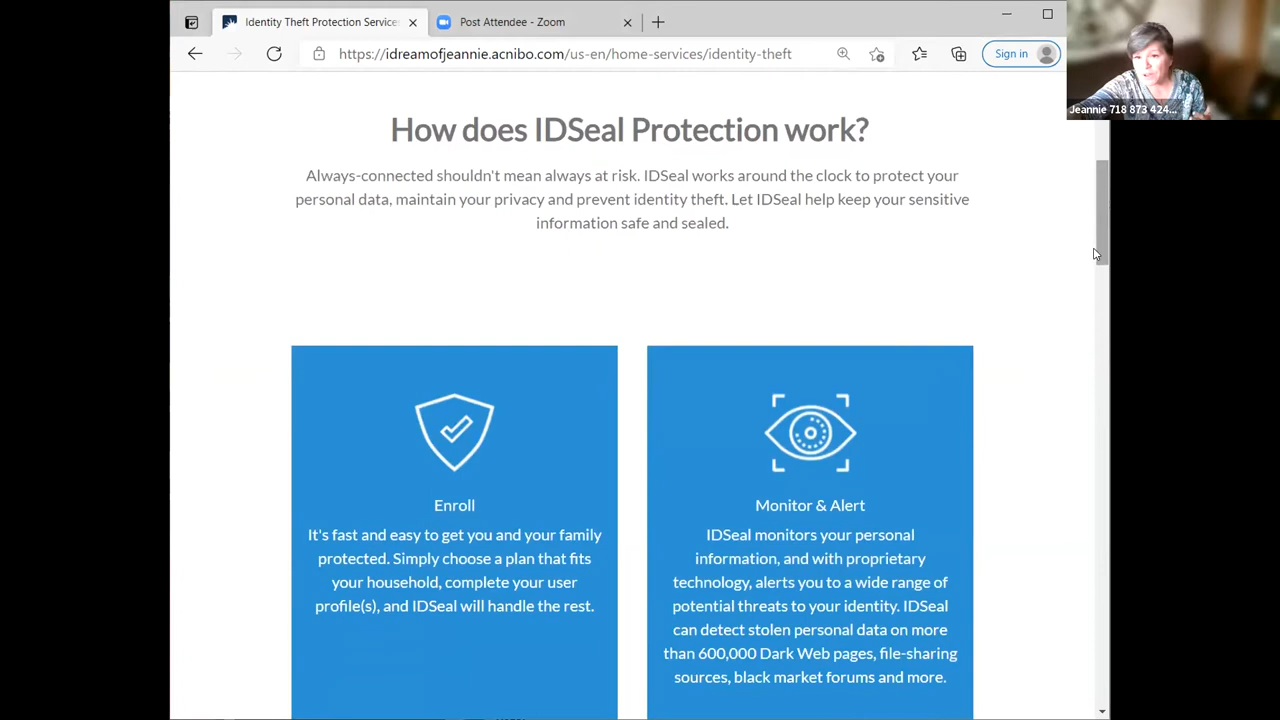 Identity Theft Protection Services
Post Attendee - Zoom
https://idreamofjeannie.acnibo.com/us-en/home-services/identity-theft
Sign in
Jeannie 718 873 424...
How does IDSeal Protection work?
Always-connected shouldn't mean always at risk. IDSeal works around the clock to protect your
personal data, maintain your privacy and prevent identity theft. Let IDSeal help keep your sensitive
information safe and sealed.
Enroll
It's fast and easy to get you and your family
protected. Simply choose a plan that fits
your household, complete your user
profile(s), and IDSeal will handle the rest.
Monitor & Alert
IDSeal monitors your personal
information, and with proprietary
technology, alerts you to a wide range of
potential threats to your identity. IDSeal
can detect stolen personal data on more
than 600,000 Dark Web pages, file-sharing
sources, black market forums and more.